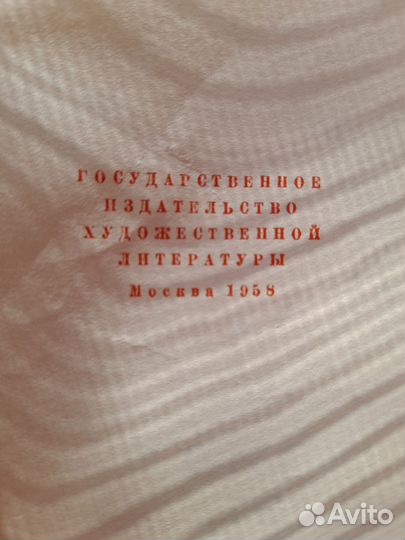 ГОСУДАРСТВЕННОЕ
ИЗДАТЕЛЬСТВО
ХУДОЖЕСТВЕННОЙ
ЛИТЕРАТУРЫ
Москва 1958
Avito